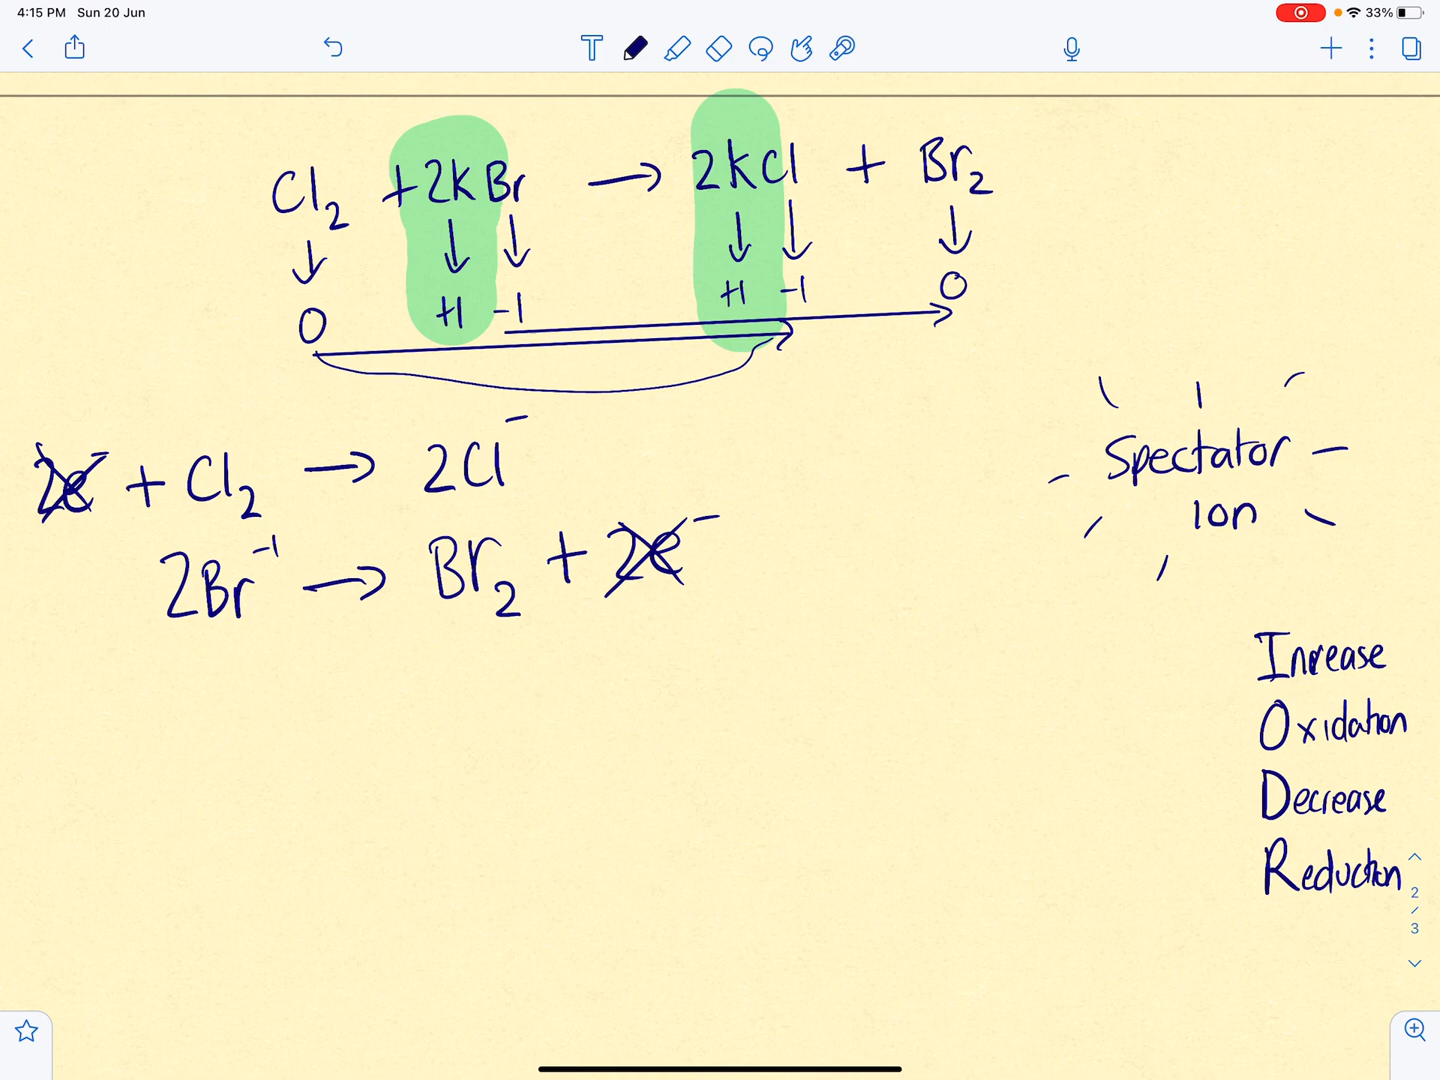 4:15 PM Sun 20 Jun
33%
Cl₂ + 2KBr → 2KCl + Br₂
↓ ↓ ↓ ↓ ↓ ↓
0 +1 -1 +1 -1 0
2e⁻ + Cl₂ → 2Cl⁻
2Br⁻¹ → Br₂ + 2e⁻
Spectator
Ion
Increase
Oxidation
Decrease
Reduction
2
/
3